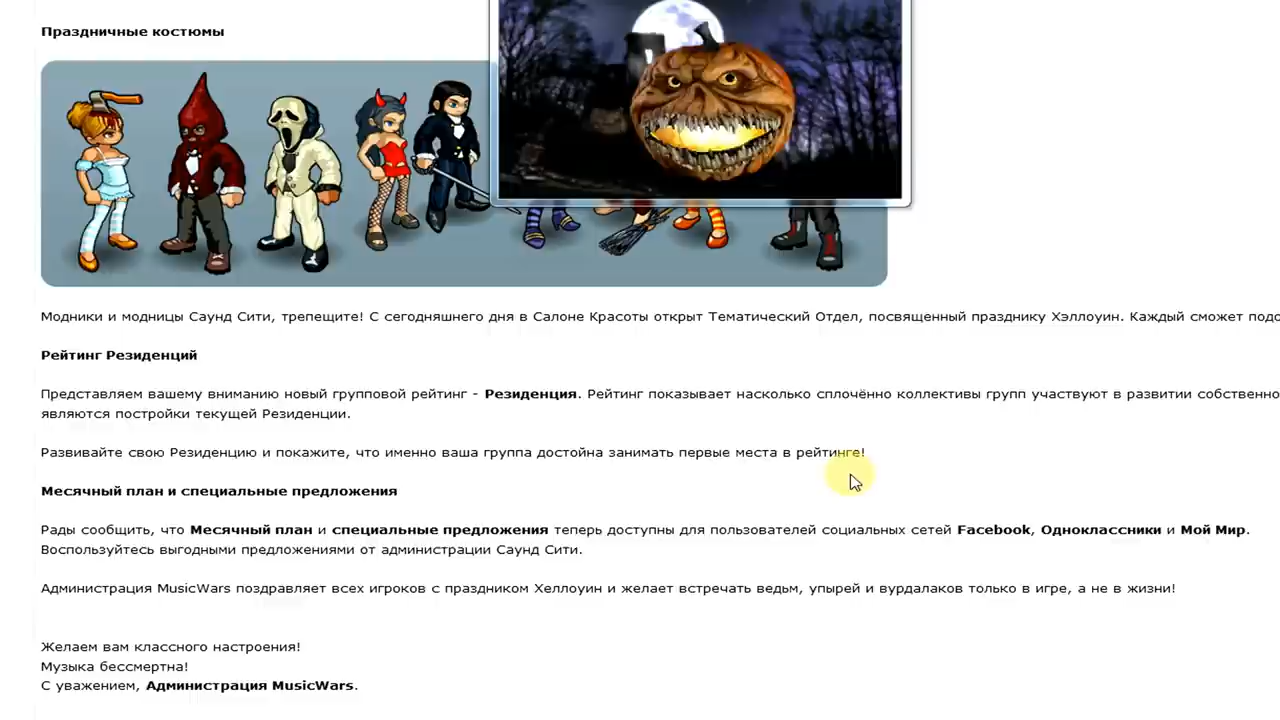 Праздничные костюмы
Модники и модницы Саунд Сити, трепещите! С сегодняшнего дня в Салоне Красоты открыт Тематический Отдел, посвященный празднику Хэллоуин. Каждый сможет подо
Рейтинг Резиденций
Представляем вашему вниманию новый групповой рейтинг - Резиденция. Рейтинг показывает насколько сплочённо коллективы групп участвуют в развитии собственно
являются постройки текущей Резиденции.
Развивайте свою Резиденцию и покажите, что именно ваша группа достойна занимать первые места в рейтинге!
Месячный план и специальные предложения
Рады сообщить, что Месячный план и специальные предложения теперь доступны для пользователей социальных сетей Facebook, Одноклассники и Мой Мир.
Воспользуйтесь выгодными предложениями от администрации Саунд Сити.
Администрация MusicWars поздравляет всех игроков с праздником Хеллоуин и желает встречать ведьм, упырей и вурдалаков только в игре, а не в жизни!
Желаем вам классного настроения!
Музыка бессмертна!
С уважением, Администрация MusicWars.